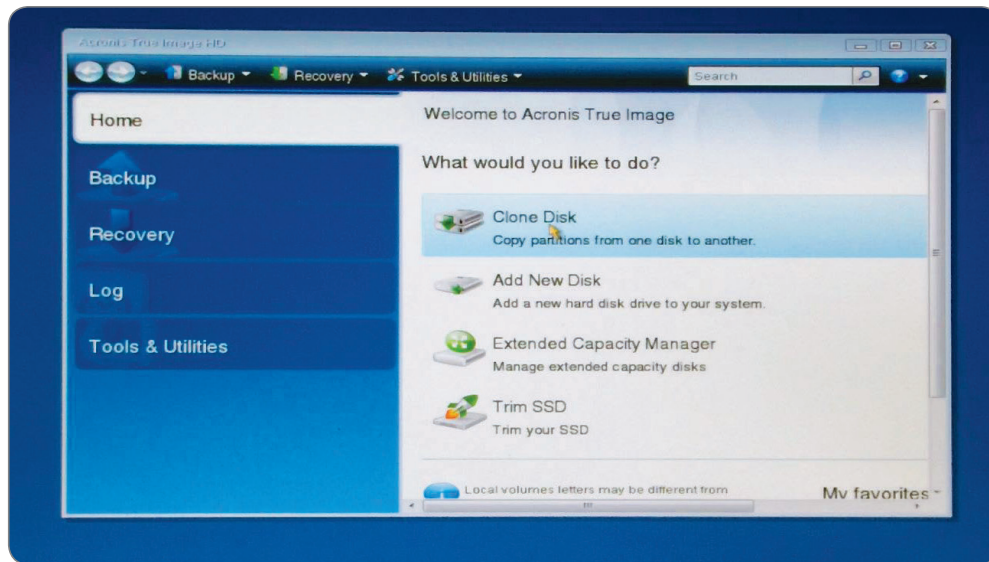 Acronis True Image HD
Backup Recovery Tools & Utilities Search
Home
Backup
Recovery
Log
Tools & Utilities
Welcome to Acronis True Image
What would you like to do?
Clone Disk
Copy partitions from one disk to another.
Add New Disk
Add a new hard disk drive to your system.
Extended Capacity Manager
Manage extended capacity disks
Trim SSD
Trim your SSD
Local volumes letters may be different from
My favorites